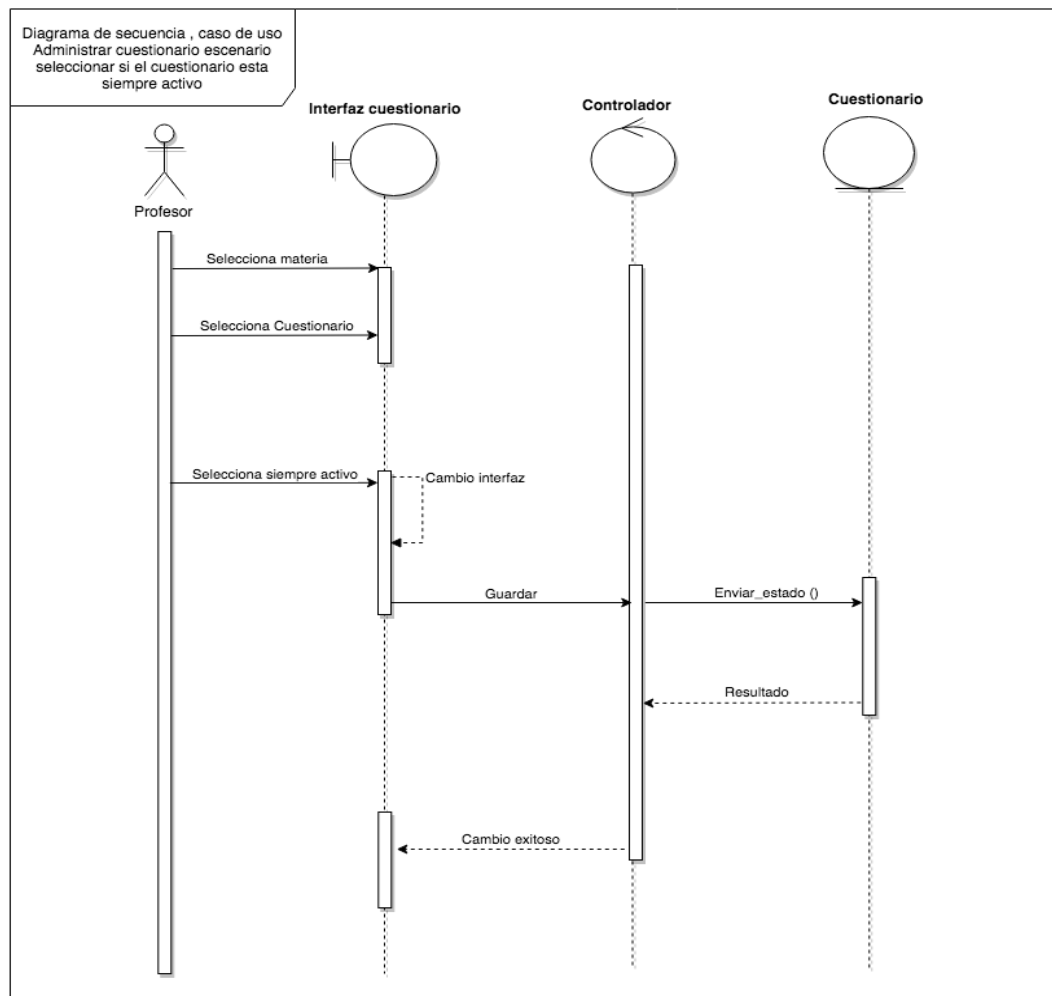 Diagrama de secuencia , caso de uso
Administrar cuestionario escenario
seleccionar si el cuestionario esta
siempre activo
Interfaz cuestionario
Controlador
Cuestionario
Profesor
Selecciona materia
Selecciona Cuestionario
Selecciona siempre activo
Cambio interfaz
Guardar
Enviar_estado ()
Resultado
Cambio exitoso